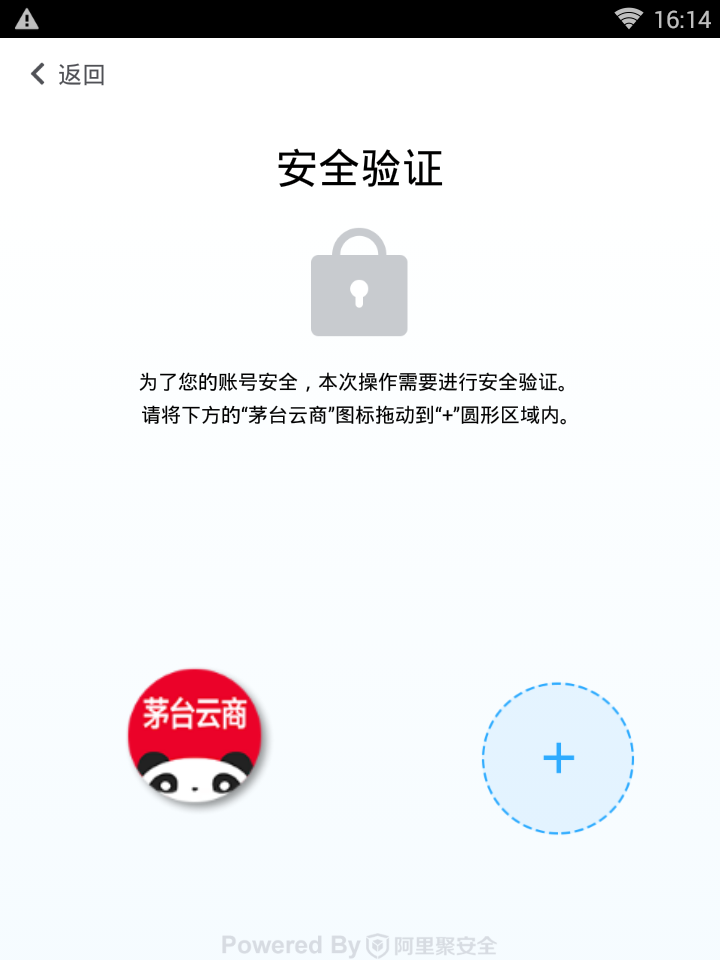 16:14
返回
安全验证
为了您的账号安全，本次操作需要进行安全验证。
请将下方的“茅台云商”图标拖动到“+”圆形区域内。
茅台云商
+
Powered By 阿里聚安全